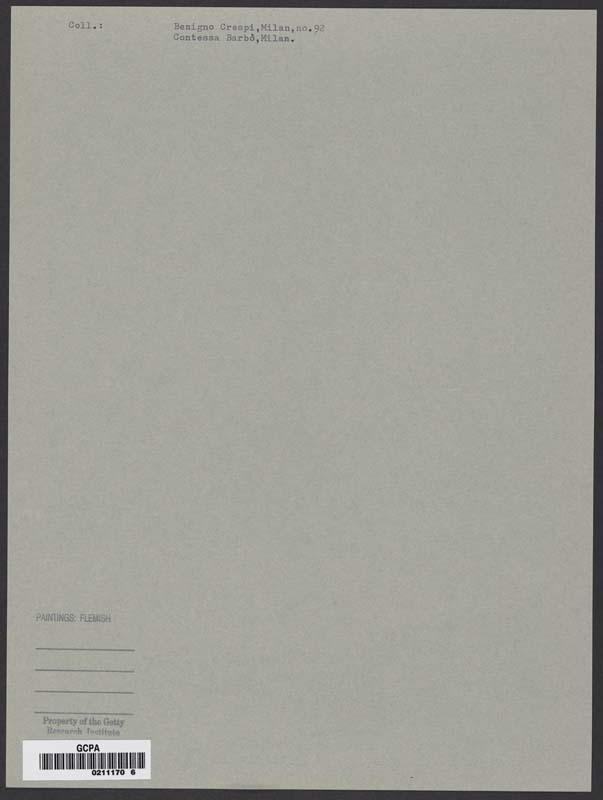 Coll.: Benigno Crespi,Milan,no.92
Contessa Barbò,Milan.
PAINTINGS: FLEMISH
Property of the Getty
Research Institute
GCPA
0211170 6